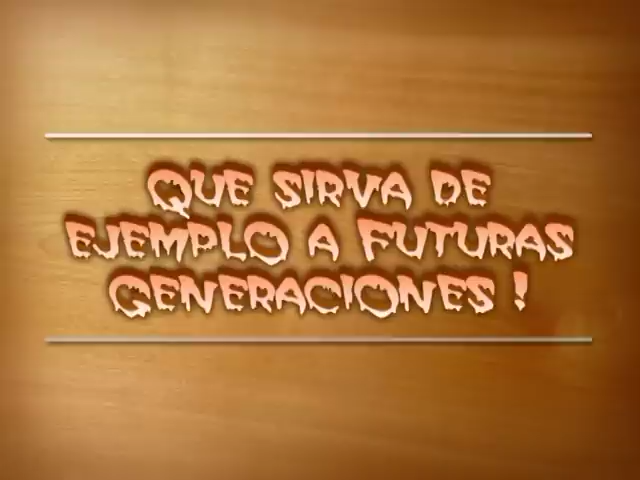 Que sirva de
ejemplo a Futuras
Generaciones !